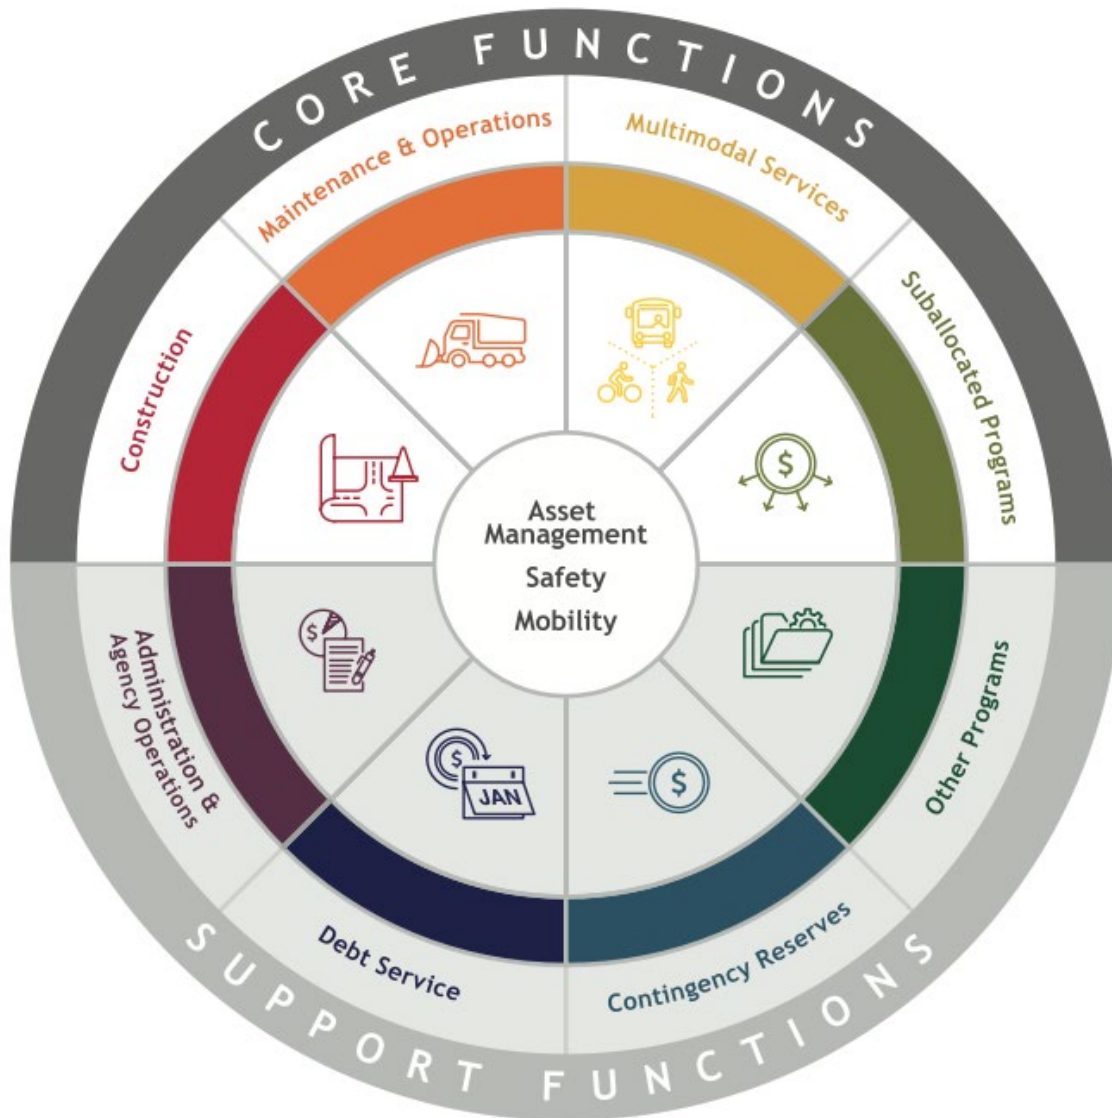 CORE FUNCTIONS
Maintenance & Operations
Multimodal Services
Construction
Suballocated Programs
$
Asset
Management
Safety
Mobility
$
Administration &
Agency Operations
Other Programs
$
JAN
$
Debt Service
Contingency Reserves
SUPPORT FUNCTIONS